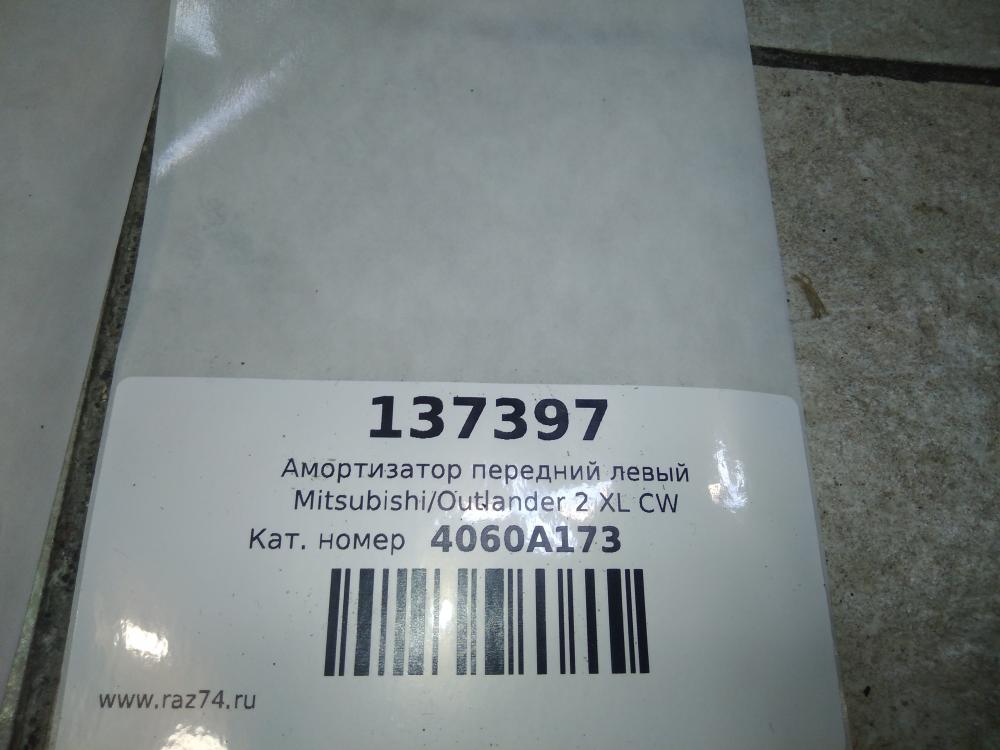 137397
Амортизатор передний левый
Mitsubishi/Outlander 2 XL CW
Кат. номер 4060A173
www.raz74.ru